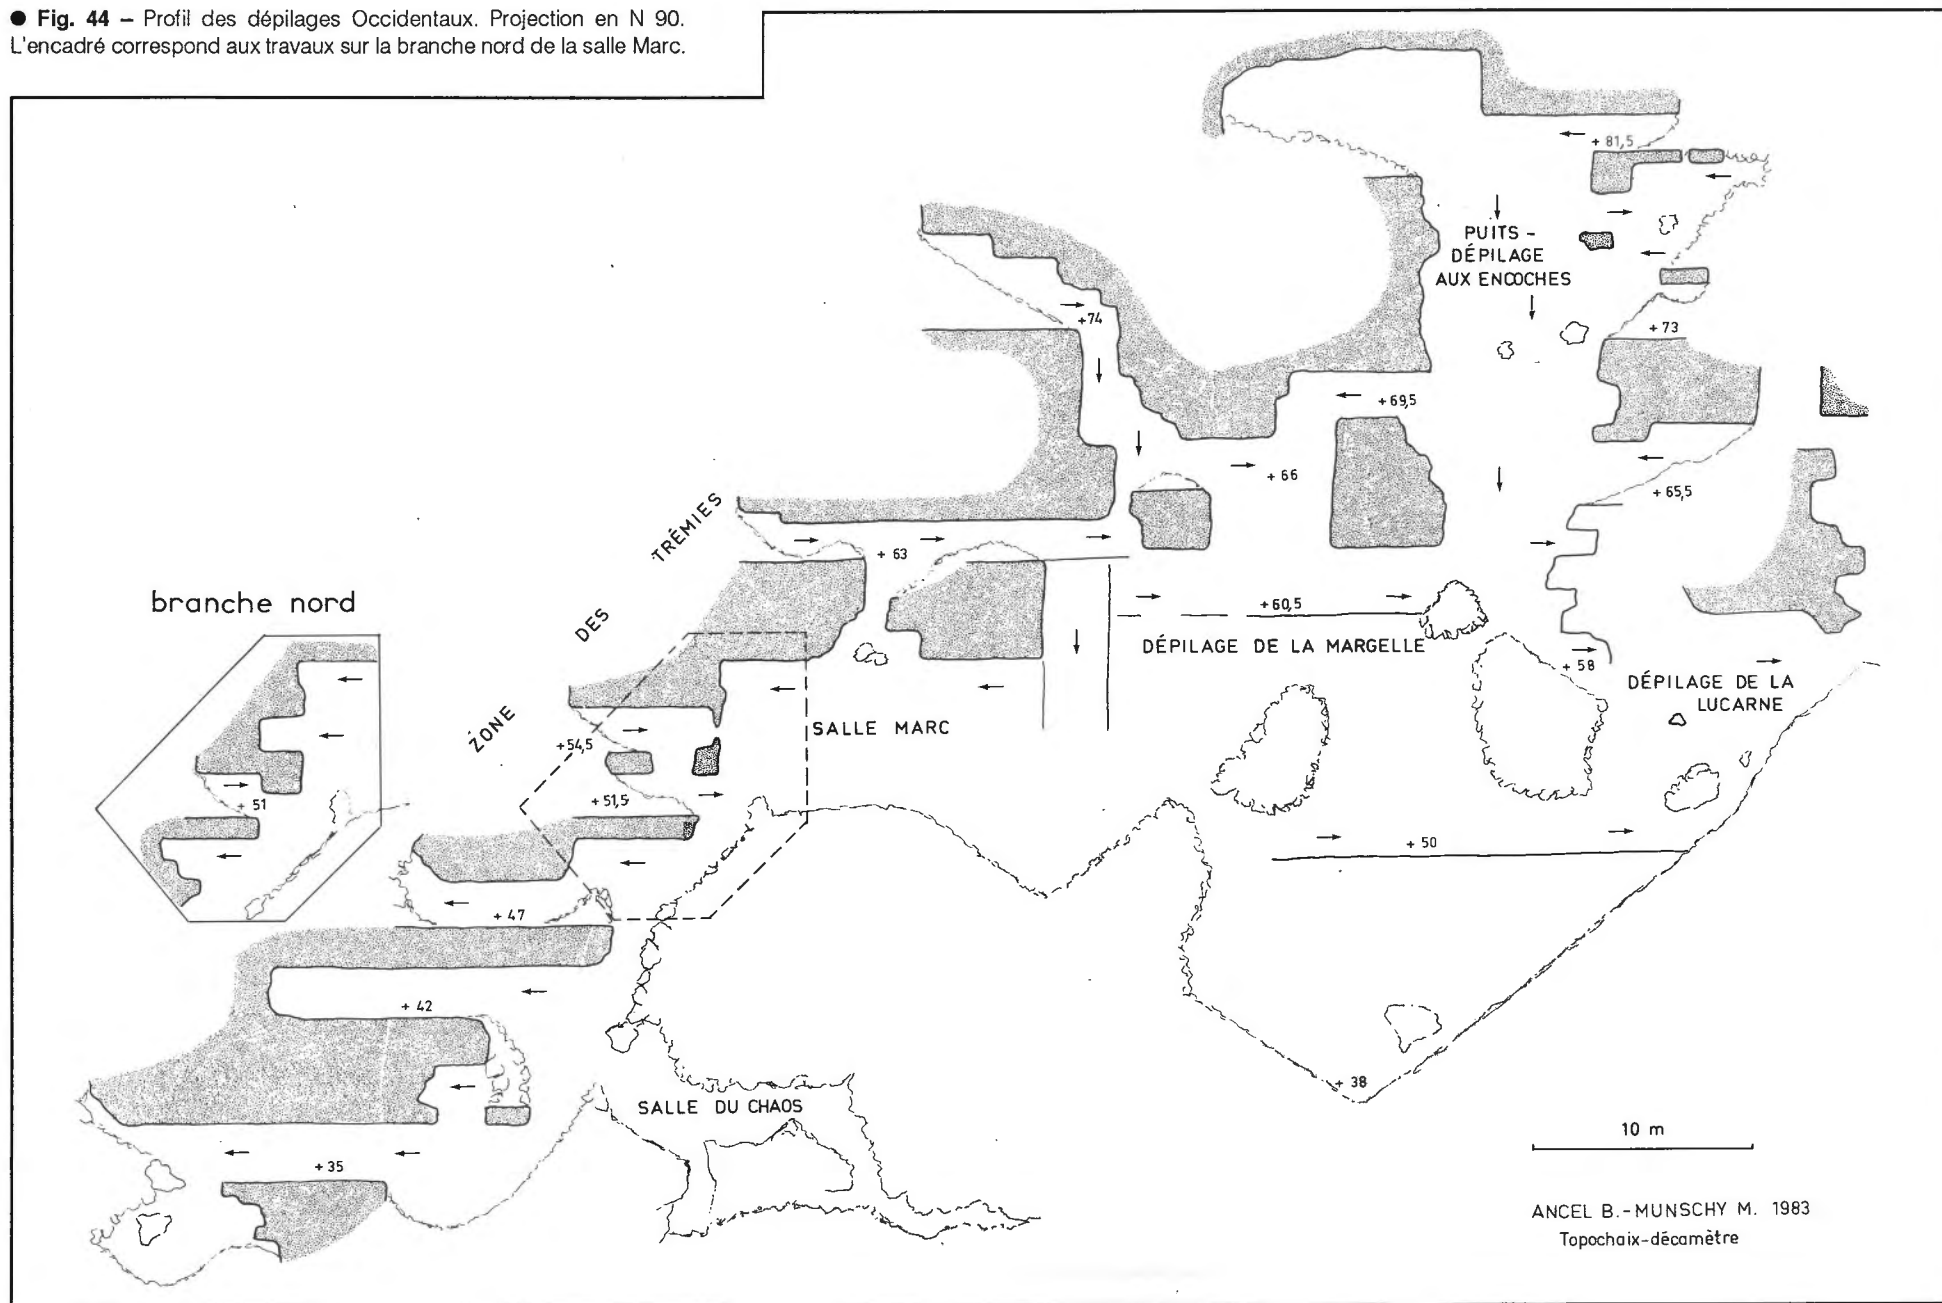 ● Fig. 44 – Profil des dépilages Occidentaux. Projection en N 90.
L'encadré correspond aux travaux sur la branche nord de la salle Marc.
+ 81,5
PUITS -
DÉPILAGE
AUX ENCOCHES
+74
+ 73
+ 69,5
+ 66
+ 65,5
ZONE DES TRÉMIES
+ 63
+ 60,5
branche nord
DÉPILAGE DE LA MARGELLE
+ 58
DÉPILAGE DE LA
LUCARNE
SALLE MARC
+54,5
+51,5
+ 51
+ 50
+ 47
+ 42
+ 38
SALLE DU CHAOS
+ 35
10 m
ANCEL B.-MUNSCHY M. 1983
Topochaix-décamètre